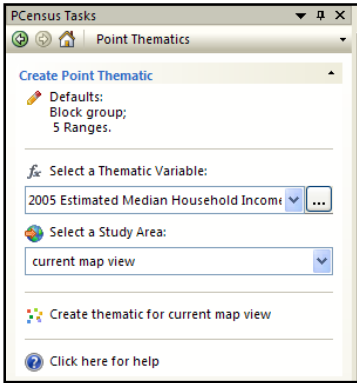 PCensus Tasks
Point Thematics
Create Point Thematic
Defaults:
Block group;
5 Ranges.
fx Select a Thematic Variable:
2005 Estimated Median Household Income
...
Select a Study Area:
current map view
Create thematic for current map view
Click here for help